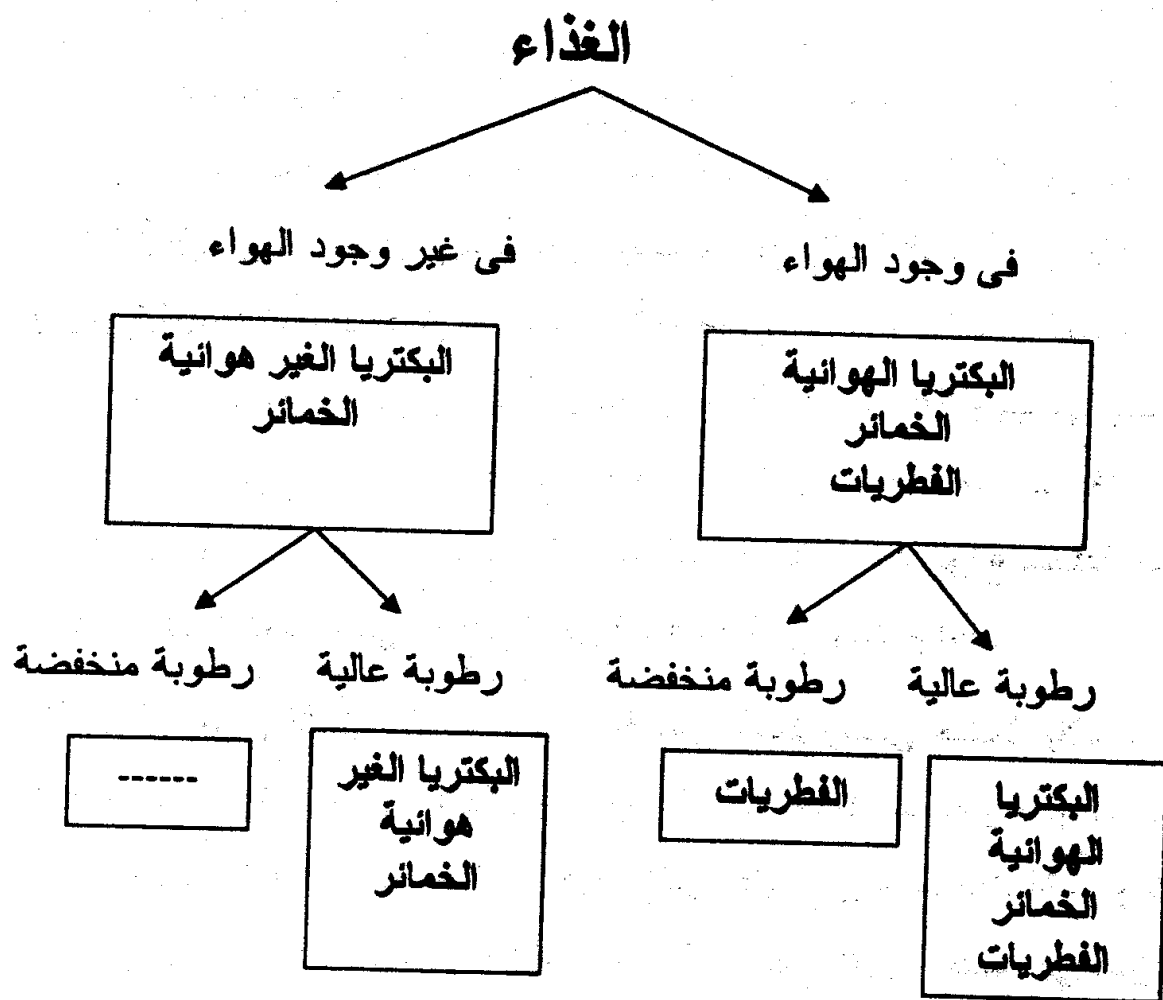 الغذاء
فى وجود الهواء
فى غير وجود الهواء
البكتريا الهوائية
الخمائر
الفطريات
البكتريا الغير هوائية
الخمائر
رطوبة عالية
رطوبة منخفضة
رطوبة عالية
رطوبة منخفضة
البكتريا
الهوائية
الخمائر
الفطريات
الفطريات
البكتريا الغير
هوائية
الخمائر
------